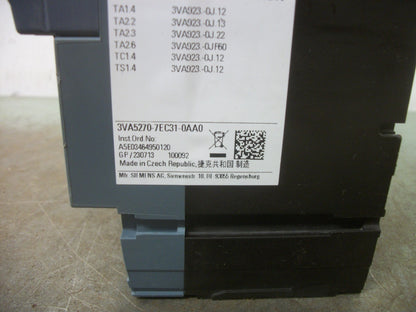 TA1.4 3VA923.-0J.12
TA2.2 3VA923.-0J.13
TA2.3 3VA923.-0J.22
TA2.6 3VA923.-0JF60
TC1.4 3VA923.-0J.12
TS1.4 3VA923.-0J.12
3VA5270-7EC31-0AA0
Inst.Ord No:
A5E03464950120
GP/230713 100092
Made in Czech Republic,捷克共和国 制造
Mfr. SIEMENS AG, Siemensstr. 10, DE-93055 Regensburg